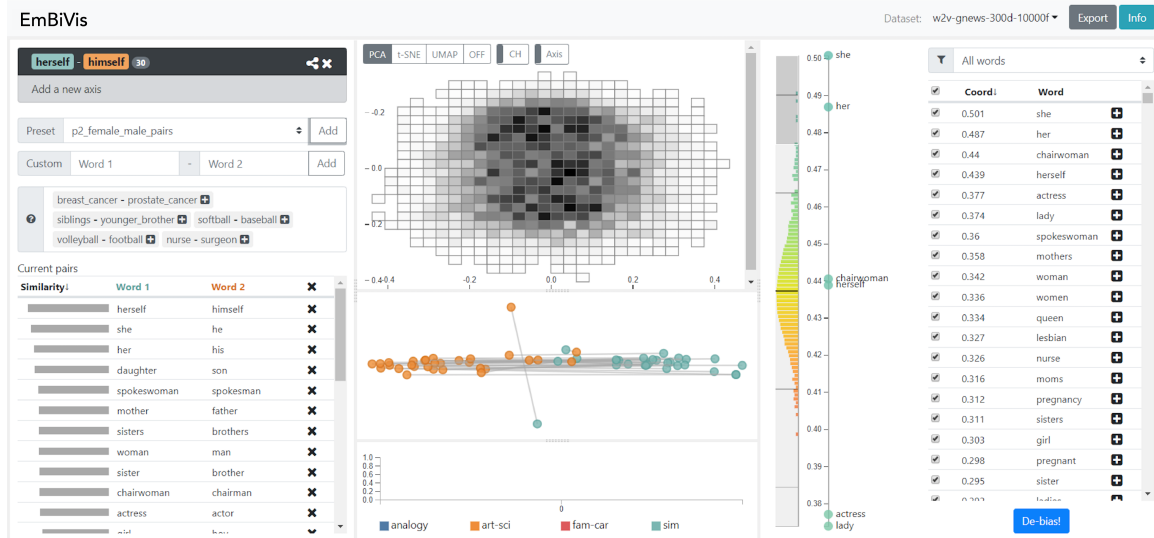 EmBiVis
Dataset: w2v-gnews-300d-10000f
Export
Info
herself - himself 30
Add a new axis
Preset p2_female_male_pairs Add
Custom Word 1 - Word 2 Add
breast_cancer - prostate_cancer
siblings - younger_brother softball - baseball
volleyball - football nurse - surgeon
Current pairs
Similarity↓ Word 1 Word 2
herself himself
she he
her his
daughter son
spokeswoman spokesman
mother father
sisters brothers
woman man
sister brother
chairwoman chairman
actress actor
girl boy
PCA t-SNE UMAP OFF CH Axis
-0.2
-0.0
-0.2
-0.4 -0.4 -0.2 0.0 0.2 0.4
1.0
0.8
0.6
0.4
0.2
0.0
0
analogy art-sci fam-car sim
0.50 she
0.49
her
0.48
0.47
0.46
0.45
0.44 chairwoman
herself
0.43
0.42
0.41
0.40
0.39
0.38
actress
lady
All words
Coord↓ Word
0.501 she
0.487 her
0.44 chairwoman
0.439 herself
0.377 actress
0.374 lady
0.36 spokeswoman
0.358 mothers
0.342 woman
0.336 women
0.334 queen
0.327 lesbian
0.326 nurse
0.316 moms
0.312 pregnancy
0.311 sisters
0.303 girl
0.298 pregnant
0.295 sister
De-bias!